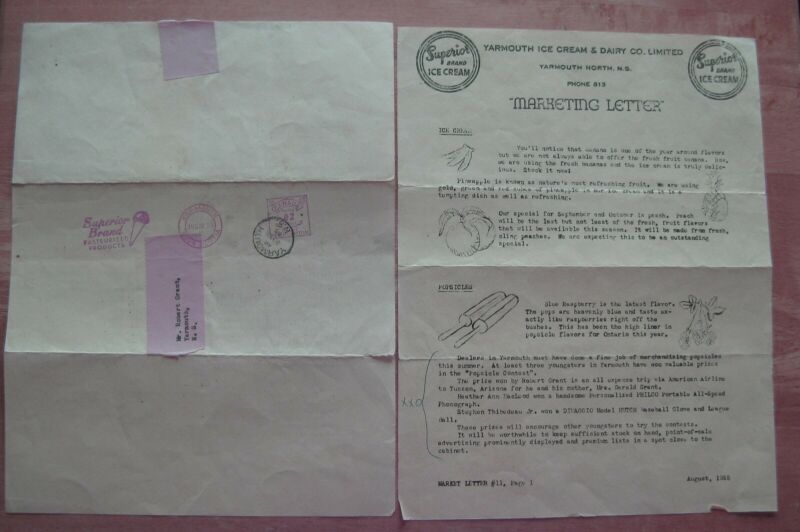 Superior
Brand
PASTEURIZED
PRODUCTS
CANADA
02
YARMOUTH
Mr. Robert Grant,
Yarmouth,
N. S.
Superior
BRAND
ICE CREAM
YARMOUTH ICE CREAM & DAIRY CO. LIMITED
YARMOUTH NORTH, N.S.
PHONE 813
Superior
BRAND
ICE CREAM
"MARKETING LETTER"
ICE CREAM
You'll notice that banana is one of the year around flavors
but we are not always able to offer the fresh fruit banana. Now,
we are using the fresh bananas and the ice cream is truly delic-
ious. Stock it now!
Pineapple is known as nature's most refreshing fruit. We are using
gold, green and red cubes of pineapple in our ice cream and it is a
tempting dish as well as refreshing.
Our special for September and October is peach. Peach
will be the last but not least of the fresh, fruit flavors
that will be available this season. It will be made from fresh,
cling peaches. We are expecting this to be an outstanding
special.
POPSICLES
Blue Raspberry is the latest flavor.
The pops are heavenly blue and taste ex-
actly like raspberries right off the
bushes. This has been the high liner in
popsicle flavors for Ontario this year.
Dealers in Yarmouth must have done a fine job of merchandising popsicles
this summer. At least three youngsters in Yarmouth have won valuable prizes
in the "Popsicle Contest".
The prize won by Robert Grant is an all expense trip via American Airline
to Tuscon, Arizona for he and his mother, Mrs. Gerald Grant.
Heather Ann MacLeod won a handsome Personalized PHILCO Portable All-Speed
Phonograph.
Stephen Thibedeau Jr. won a DIMAGGIO Model HUTCH Baseball Glove and League
Ball.
These prizes will encourage other youngsters to try the contests.
It will be worthwhile to keep sufficient stock on hand, point-of-sale
advertising prominently displayed and premium lists in a spot close to the
cabinet.
MARKET LETTER #11, Page 1
August,